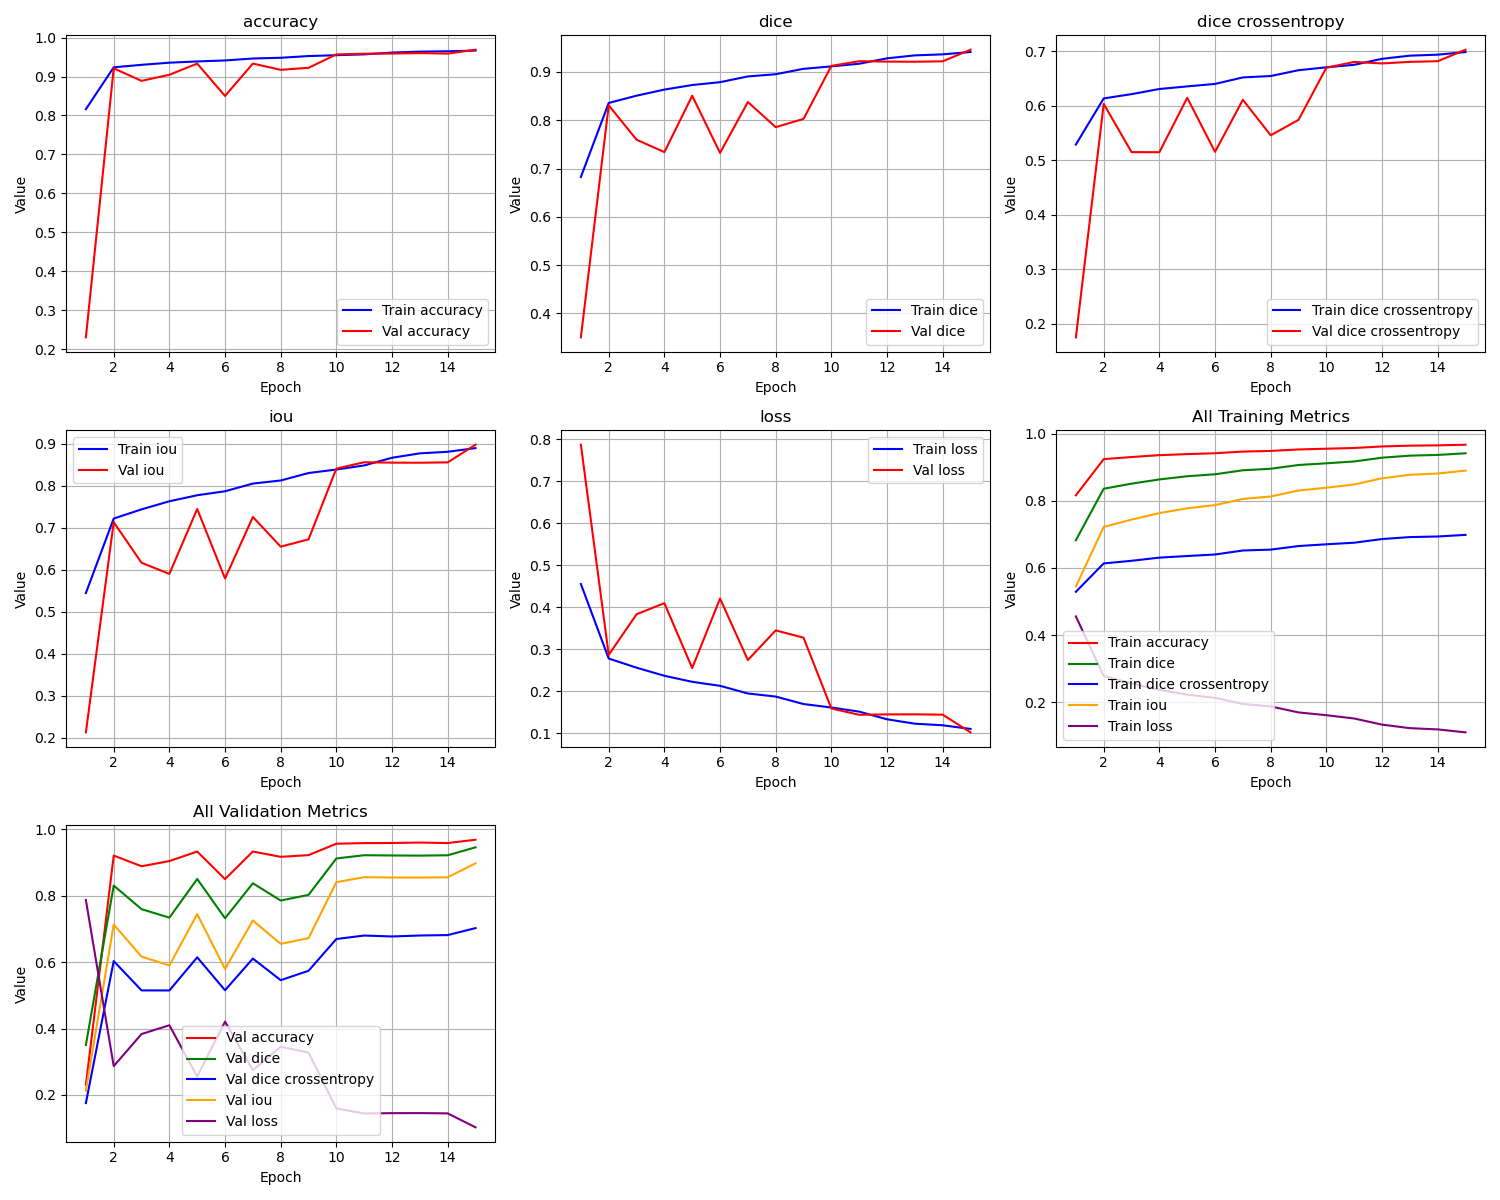 accuracy
1.0
0.9
0.8
0.7
0.6
0.5
0.4
0.3
0.2
Value
Train accuracy
Val accuracy
2 4 6 8 10 12 14
Epoch
dice
0.9
0.8
0.7
0.6
0.5
0.4
Value
Train dice
Val dice
2 4 6 8 10 12 14
Epoch
dice crossentropy
0.7
0.6
0.5
0.4
0.3
0.2
Value
Train dice crossentropy
Val dice crossentropy
2 4 6 8 10 12 14
Epoch
iou
0.9
0.8
0.7
0.6
0.5
0.4
0.3
0.2
Value
Train iou
Val iou
2 4 6 8 10 12 14
Epoch
loss
0.8
0.7
0.6
0.5
0.4
0.3
0.2
0.1
Value
Train loss
Val loss
2 4 6 8 10 12 14
Epoch
All Training Metrics
1.0
0.8
0.6
0.4
0.2
Value
Train accuracy
Train dice
Train dice crossentropy
Train iou
Train loss
2 4 6 8 10 12 14
Epoch
All Validation Metrics
1.0
0.8
0.6
0.4
0.2
Value
Val accuracy
Val dice
Val dice crossentropy
Val iou
Val loss
2 4 6 8 10 12 14
Epoch